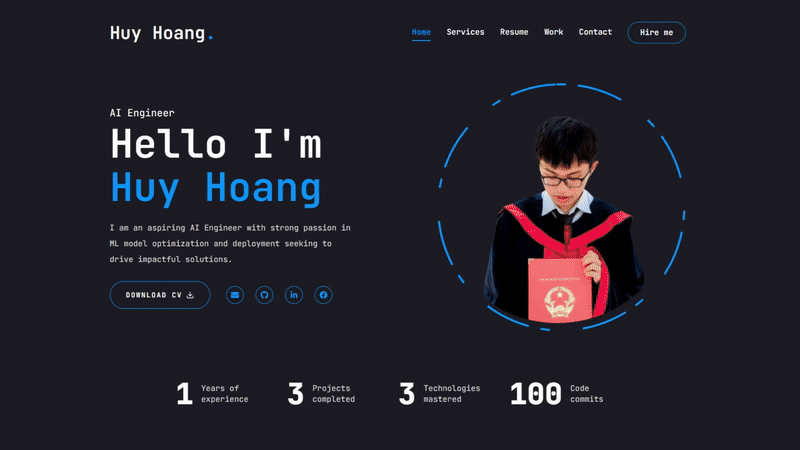 Huy Hoang.
Home Services Resume Work Contact Hire me
AI Engineer
Hello I'm
Huy Hoang
I am an aspiring AI Engineer with strong passion in
ML model optimization and deployment seeking to
drive impactful solutions.
DOWNLOAD CV
1 Years of experience
3 Projects completed
3 Technologies mastered
100 Code commits